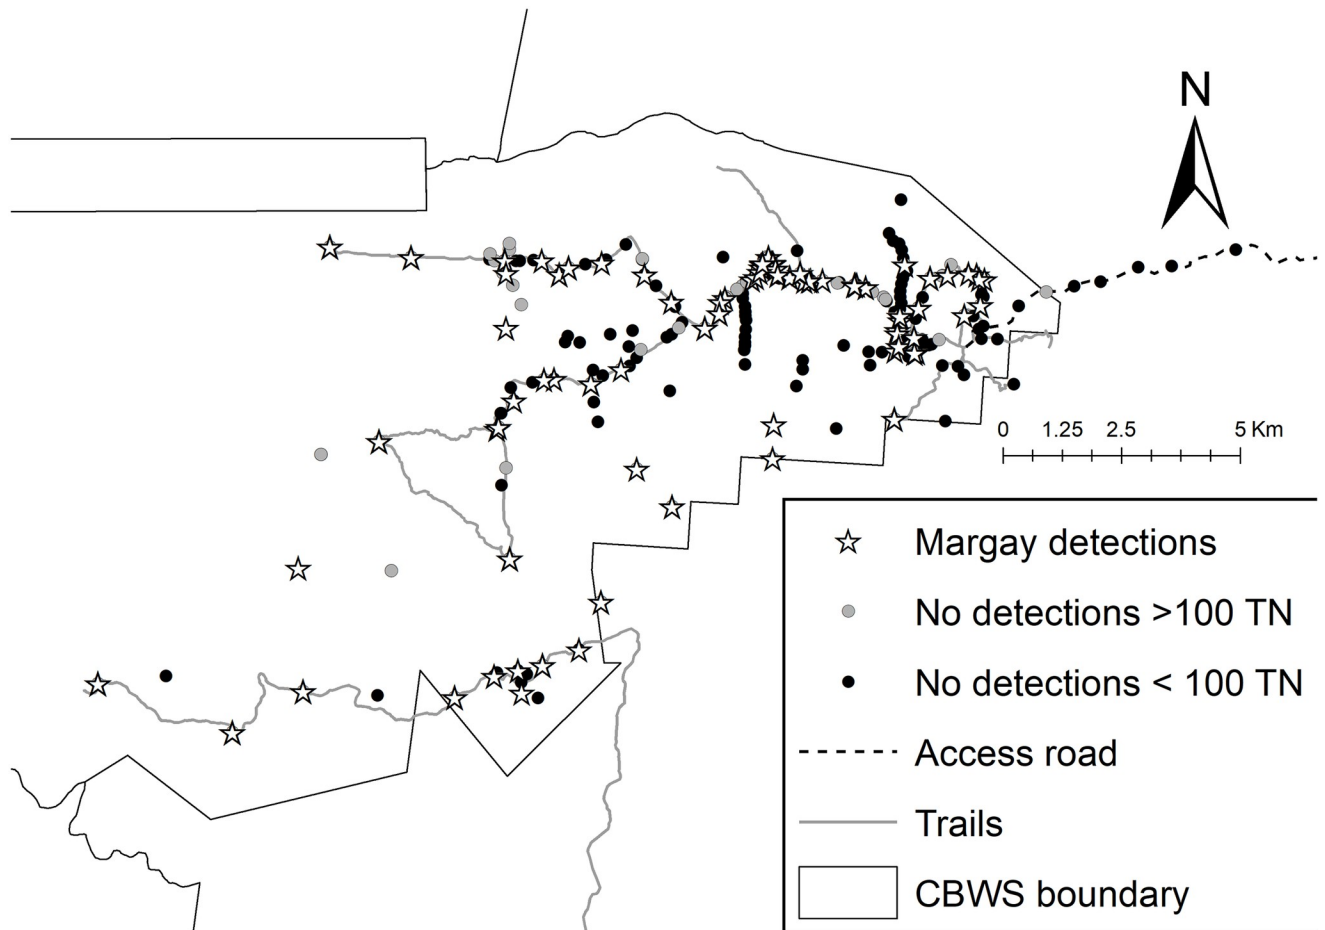 N
0 1.25 2.5 5 Km
Margay detections
No detections >100 TN
No detections < 100 TN
Access road
Trails
CBWS boundary